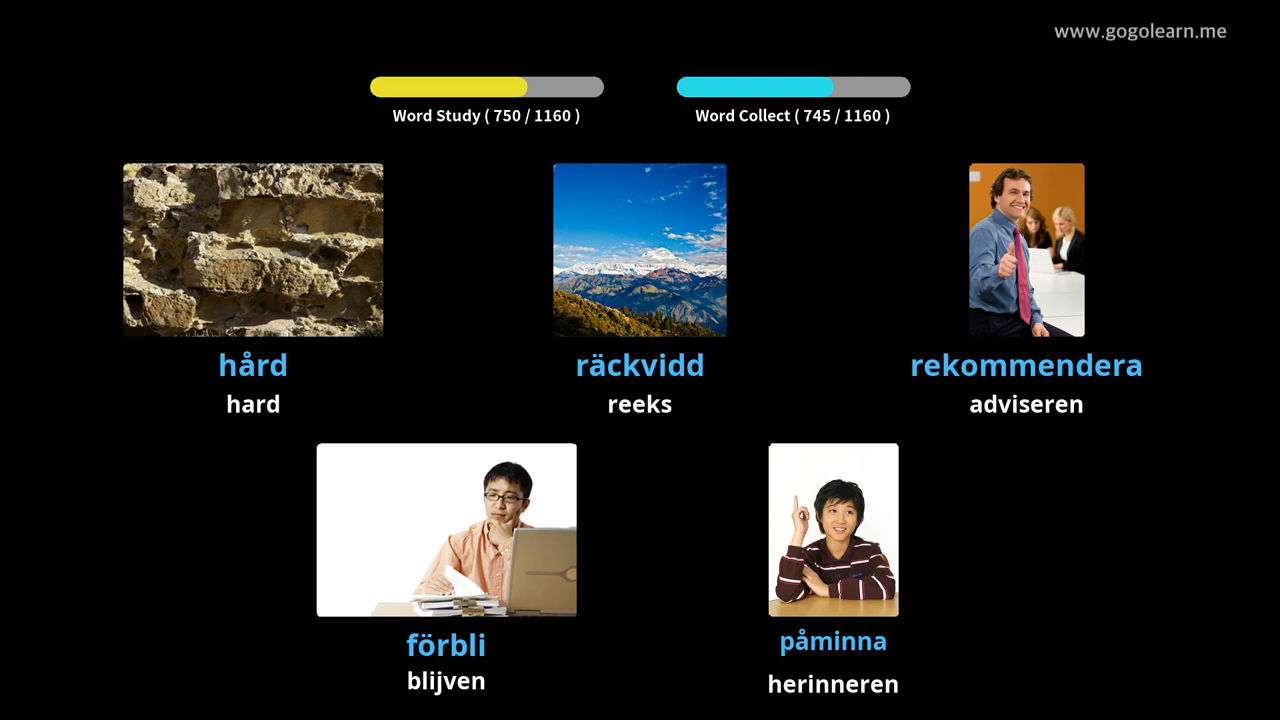 www.gogolearn.me
Word Study ( 750 / 1160 )
Word Collect ( 745 / 1160 )
hård
hard
räckvidd
reeks
rekommendera
adviseren
förbli
blijven
påminna
herinneren